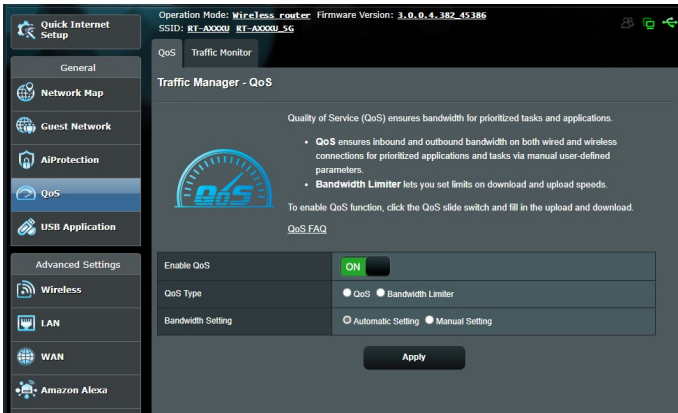 Quick Internet
Setup
Operation Mode: Wireless router Firmware Version: 3.0.0.4.382_45386
SSID: RT-AXXXU RT-AXXXU_5G
QoS Traffic Monitor
General
Network Map
Guest Network
AiProtection
QoS
USB Application
Advanced Settings
Wireless
LAN
WAN
Amazon Alexa
Traffic Manager - QoS
Quality of Service (QoS) ensures bandwidth for prioritized tasks and applications.
• QoS ensures inbound and outbound bandwidth on both wired and wireless
connections for prioritized applications and tasks via manual user-defined
parameters.
• Bandwidth Limiter lets you set limits on download and upload speeds.
To enable QoS function, click the QoS slide switch and fill in the upload and download.
QoS FAQ
QoS
Enable QoS ON
QoS Type QoS Bandwidth Limiter
Bandwidth Setting Automatic Setting Manual Setting
Apply